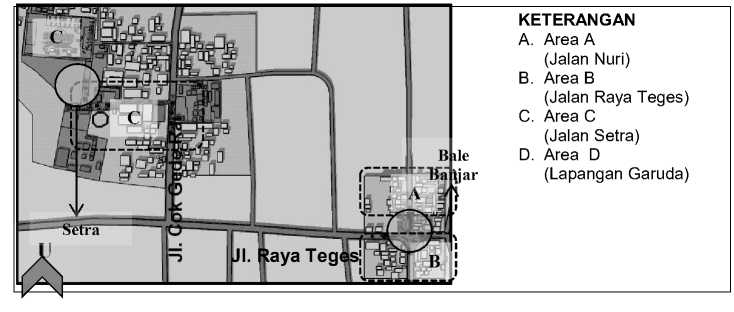 C
C
Setra
U
Jl. Cok Gede Rai
Jl. Raya Teges
Bale
Banjar
A
B
KETERANGAN
A. Area A
(Jalan Nuri)
B. Area B
(Jalan Raya Teges)
C. Area C
(Jalan Setra)
D. Area D
(Lapangan Garuda)